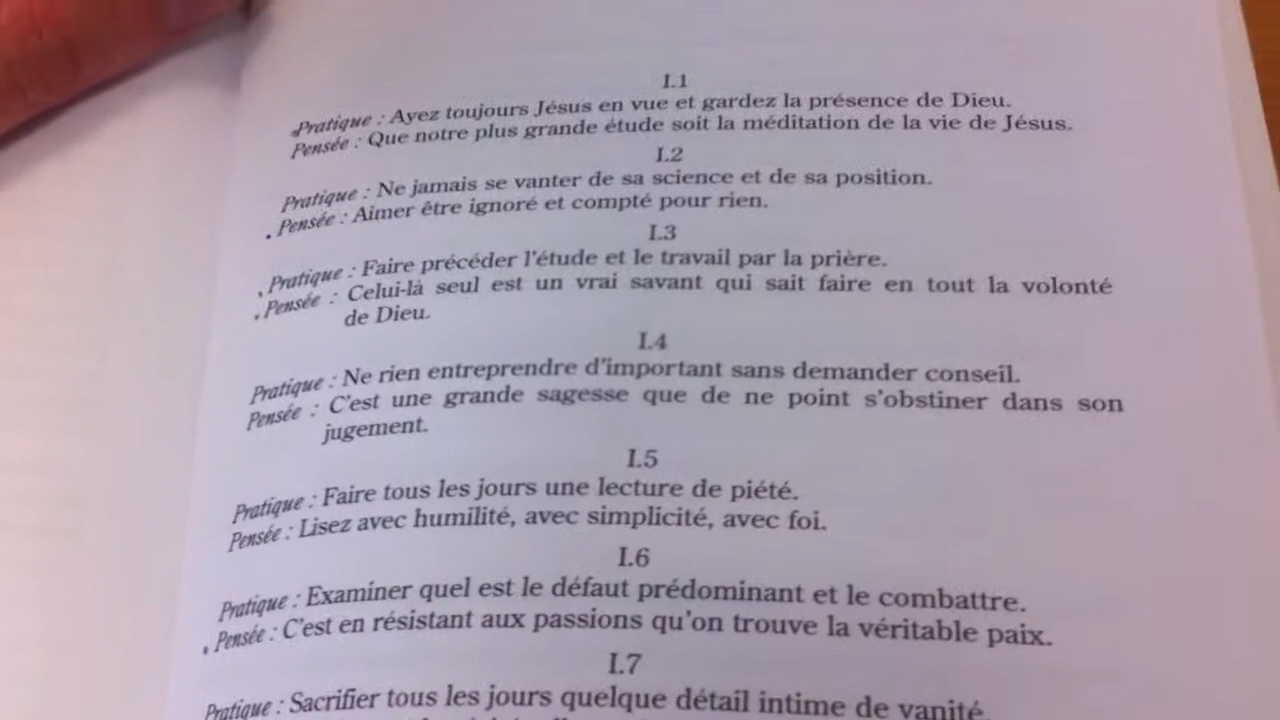 I.1
Pratique : Ayez toujours Jésus en vue et gardez la présence de Dieu.
Pensée : Que notre plus grande étude soit la méditation de la vie de Jésus.
I.2
Pratique : Ne jamais se vanter de sa science et de sa position.
Pensée : Aimer être ignoré et compté pour rien.
I.3
Pratique : Faire précéder l'étude et le travail par la prière.
Pensée : Celui-là seul est un vrai savant qui sait faire en tout la volonté
de Dieu.
I.4
Pratique : Ne rien entreprendre d'important sans demander conseil.
Pensée : C'est une grande sagesse que de ne point s'obstiner dans son
jugement.
I.5
Pratique : Faire tous les jours une lecture de piété.
Pensée : Lisez avec humilité, avec simplicité, avec foi.
I.6
Pratique : Examiner quel est le défaut prédominant et le combattre.
Pensée : C'est en résistant aux passions qu'on trouve la véritable paix.
I.7
Pratique : Sacrifier tous les jours quelque détail intime de vanité.